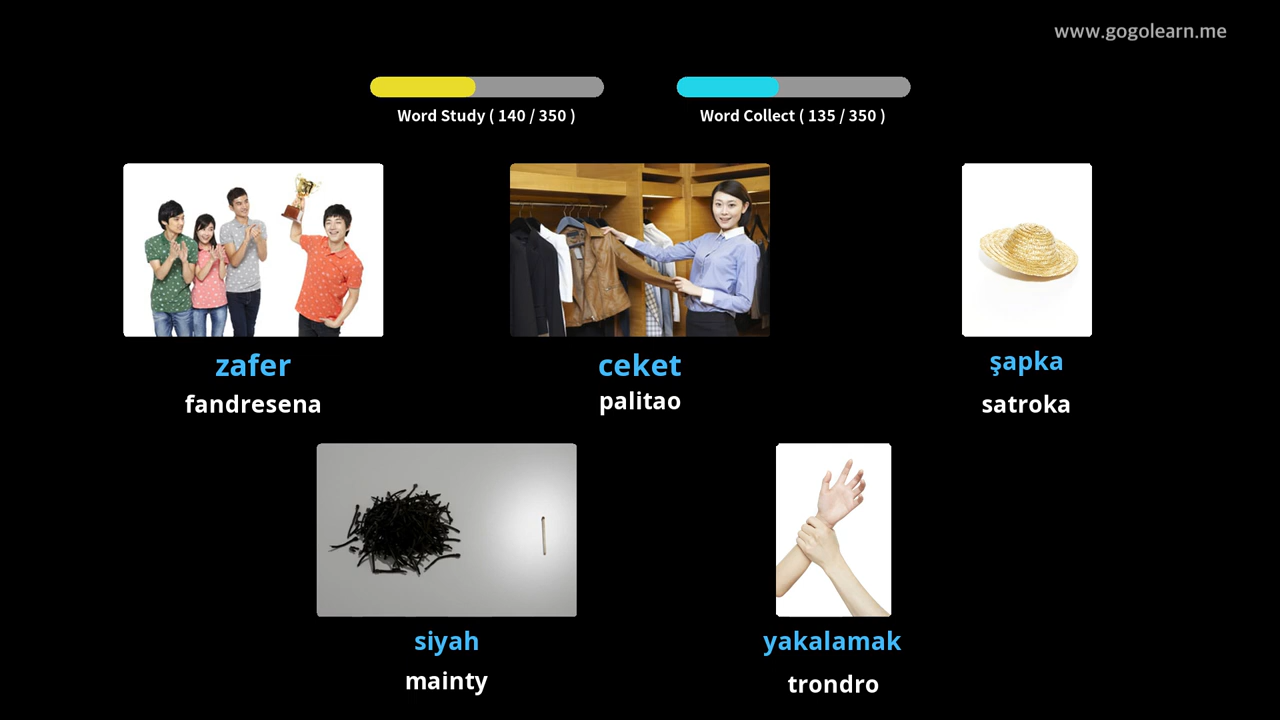 www.gogolearn.me
Word Study ( 140 / 350 )
Word Collect ( 135 / 350 )
zafer
fandresena
ceket
palitao
şapka
satroka
siyah
mainty
yakalamak
trondro